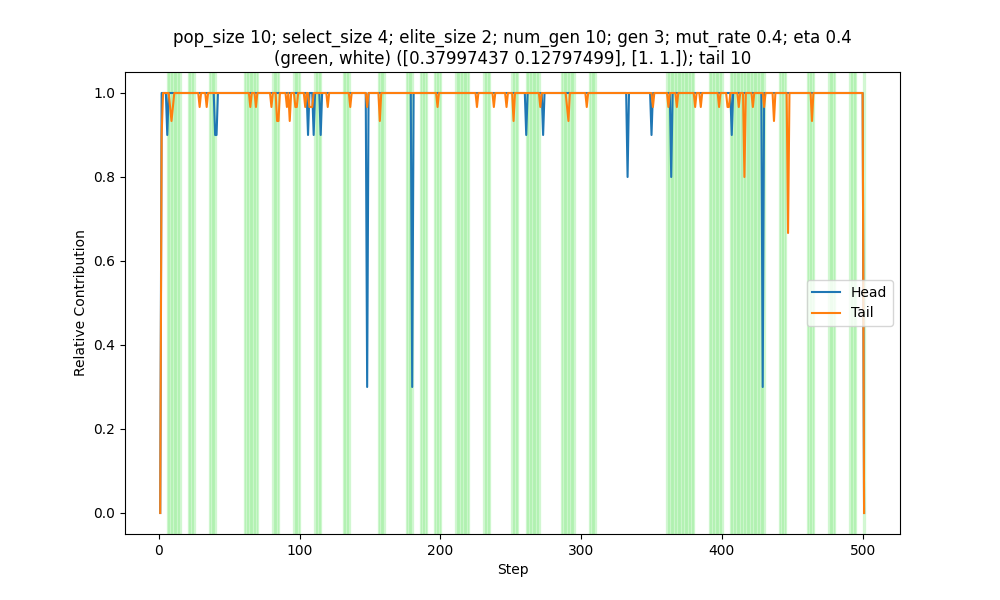 pop_size 10; select_size 4; elite_size 2; num_gen 10; gen 3; mut_rate 0.4; eta 0.4
(green, white) ([0.37997437 0.12797499], [1. 1.]); tail 10
1.0
0.8
0.6
0.4
0.2
0.0
Relative Contribution
Head
Tail
0
100
200
300
400
500
Step